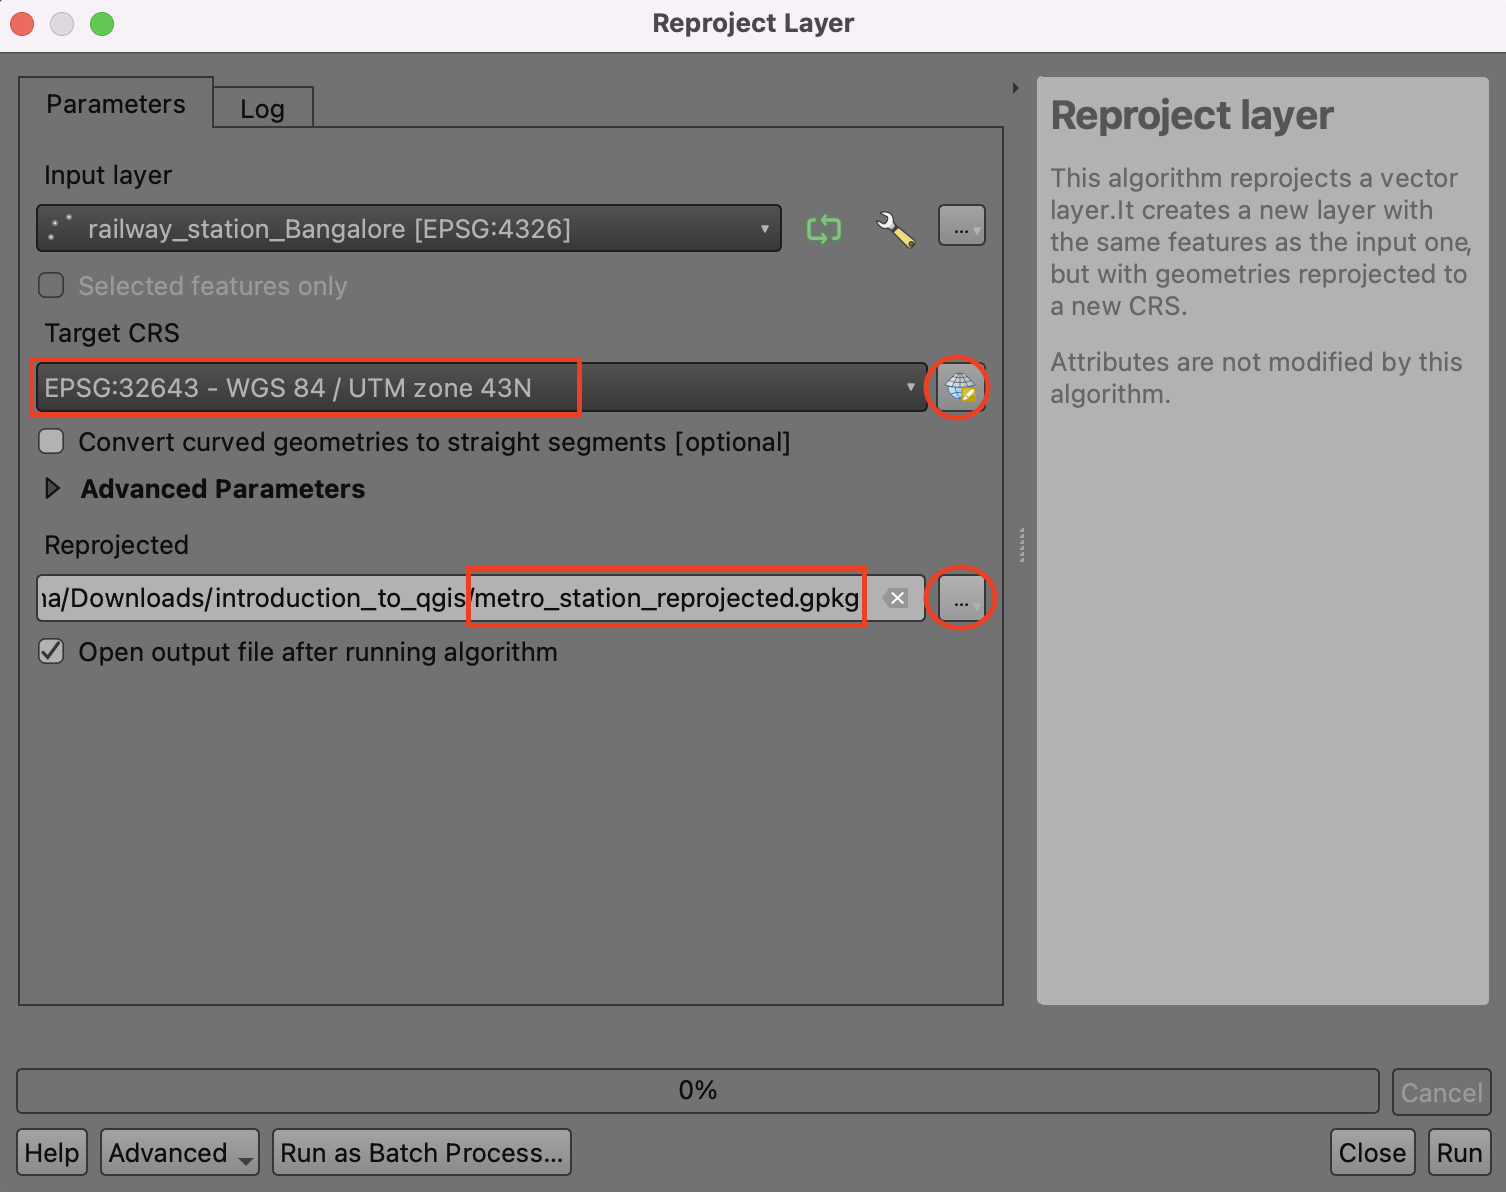 Reproject Layer
Parameters
Log
Input layer
railway_station_Bangalore [EPSG:4326]
...
Selected features only
Target CRS
EPSG:32643 - WGS 84 / UTM zone 43N
Convert curved geometries to straight segments [optional]
Advanced Parameters
Reprojected
na/Downloads/introduction_to_qgis/metro_station_reprojected.gpkg
...
Open output file after running algorithm
Reproject layer
This algorithm reprojects a vector
layer.It creates a new layer with
the same features as the input one,
but with geometries reprojected to
a new CRS.
Attributes are not modified by this
algorithm.
0%
Cancel
Help
Advanced
Run as Batch Process...
Close
Run